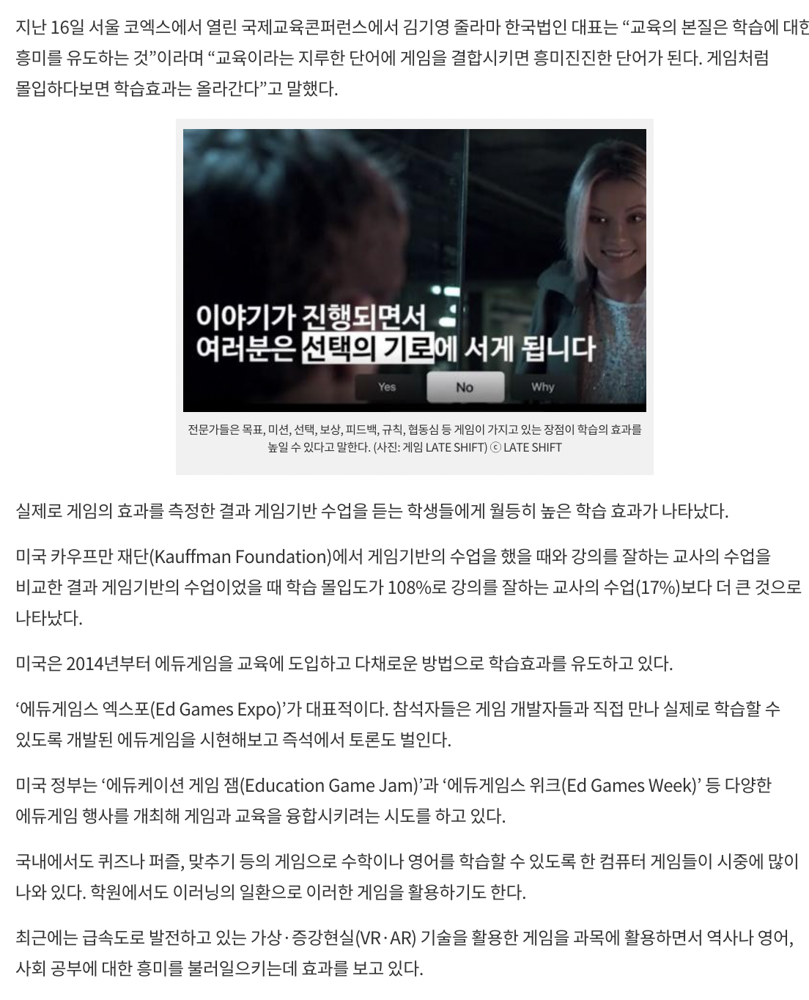 지난 16일 서울 코엑스에서 열린 국제교육콘퍼런스에서 김기영 줄라마 한국법인 대표는 “교육의 본질은 학습에 대한
흥미를 유도하는 것”이라며 “교육이라는 지루한 단어에 게임을 결합시키면 흥미진진한 단어가 된다. 게임처럼
몰입하다보면 학습효과는 올라간다”고 말했다.
이야기가 진행되면서
여러분은 선택의 기로에 서게 됩니다
Yes No Why
전문가들은 목표, 미션, 선택, 보상, 피드백, 규칙, 협동심 등 게임이 가지고 있는 장점이 학습의 효과를
높일 수 있다고 말한다. (사진: 게임 LATE SHIFT) ⓒ LATE SHIFT
실제로 게임의 효과를 측정한 결과 게임기반 수업을 듣는 학생들에게 월등히 높은 학습 효과가 나타났다.
미국 카우프만 재단(Kauffman Foundation)에서 게임기반의 수업을 했을 때와 강의를 잘하는 교사의 수업을
비교한 결과 게임기반의 수업이었을 때 학습 몰입도가 108%로 강의를 잘하는 교사의 수업(17%)보다 더 큰 것으로
나타났다.
미국은 2014년부터 에듀게임을 교육에 도입하고 다채로운 방법으로 학습효과를 유도하고 있다.
‘에듀게임스 엑스포(Ed Games Expo)’가 대표적이다. 참석자들은 게임 개발자들과 직접 만나 실제로 학습할 수
있도록 개발된 에듀게임을 시현해보고 즉석에서 토론도 벌인다.
미국 정부는 ‘에듀케이션 게임 잼(Education Game Jam)’과 ‘에듀게임스 위크(Ed Games Week)’ 등 다양한
에듀게임 행사를 개최해 게임과 교육을 융합시키려는 시도를 하고 있다.
국내에서도 퀴즈나 퍼즐, 맞추기 등의 게임으로 수학이나 영어를 학습할 수 있도록 한 컴퓨터 게임들이 시중에 많이
나와 있다. 학원에서도 이러닝의 일환으로 이러한 게임을 활용하기도 한다.
최근에는 급속도로 발전하고 있는 가상·증강현실(VR·AR) 기술을 활용한 게임을 과목에 활용하면서 역사나 영어,
사회 공부에 대한 흥미를 불러일으키는데 효과를 보고 있다.